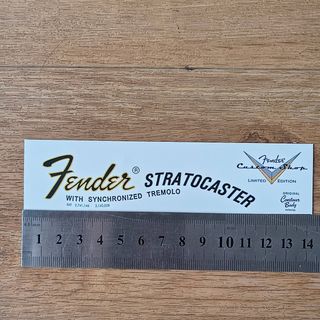 Fender® STRATOCASTER
WITH SYNCHRONIZED TREMOLO
Fender
Custom Shop
LIMITED EDITION
ORIGINAL
Contour
Body
1 2 3 4 5 6 7 8 9 10 11 12 13 14